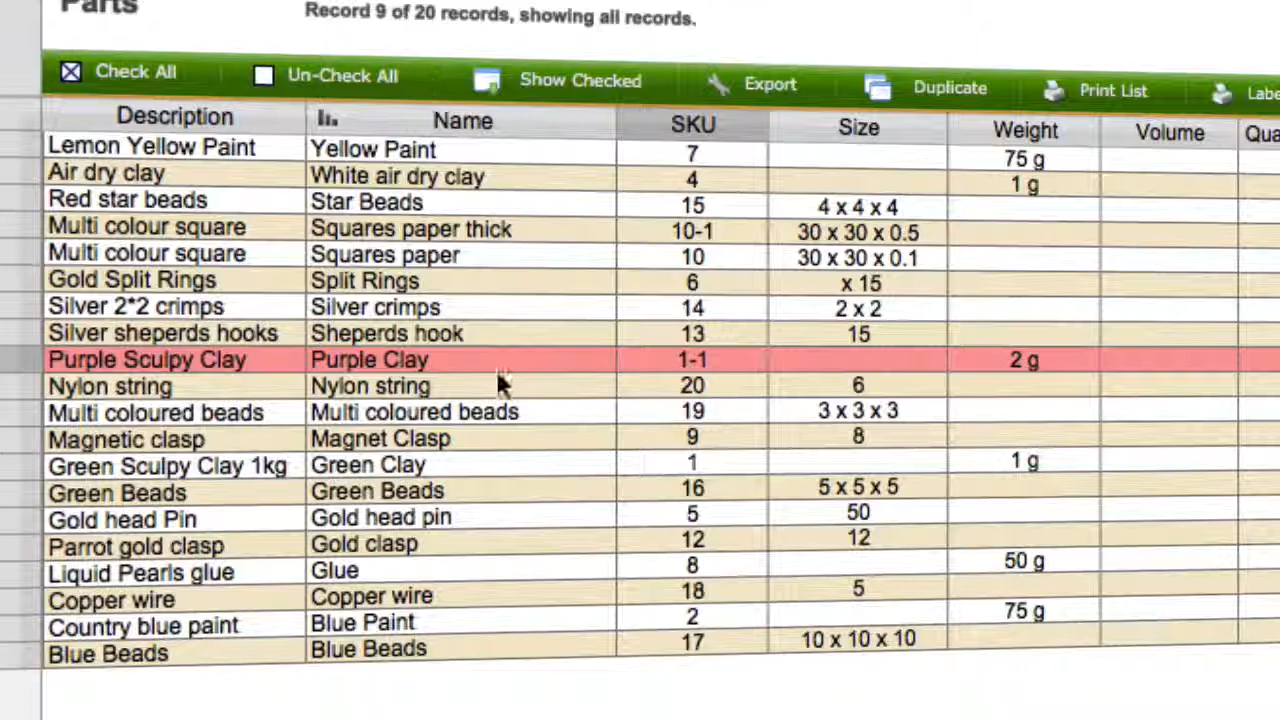 Parts
Record 9 of 20 records, showing all records.
Check All Un-Check All Show Checked Export Duplicate Print List Labe
Description Name SKU Size Weight Volume Qua
Lemon Yellow Paint Yellow Paint 7 75 g
Air dry clay White air dry clay 4 1 g
Red star beads Star Beads 15 4 x 4 x 4
Multi colour square Squares paper thick 10-1 30 x 30 x 0.5
Multi colour square Squares paper 10 30 x 30 x 0.1
Gold Split Rings Split Rings 6 x 15
Silver 2*2 crimps Silver crimps 14 2 x 2
Silver sheperds hooks Sheperds hook 13 15
Purple Sculpy Clay Purple Clay 1-1 2 g
Nylon string Nylon string 20 6
Multi coloured beads Multi coloured beads 19 3 x 3 x 3
Magnetic clasp Magnet Clasp 9 8
Green Sculpy Clay 1kg Green Clay 1 1 g
Green Beads Green Beads 16 5 x 5 x 5
Gold head Pin Gold head pin 5 50
Parrot gold clasp Gold clasp 12 12
Liquid Pearls glue Glue 8 50 g
Copper wire Copper wire 18 5
Country blue paint Blue Paint 2 75 g
Blue Beads Blue Beads 17 10 x 10 x 10